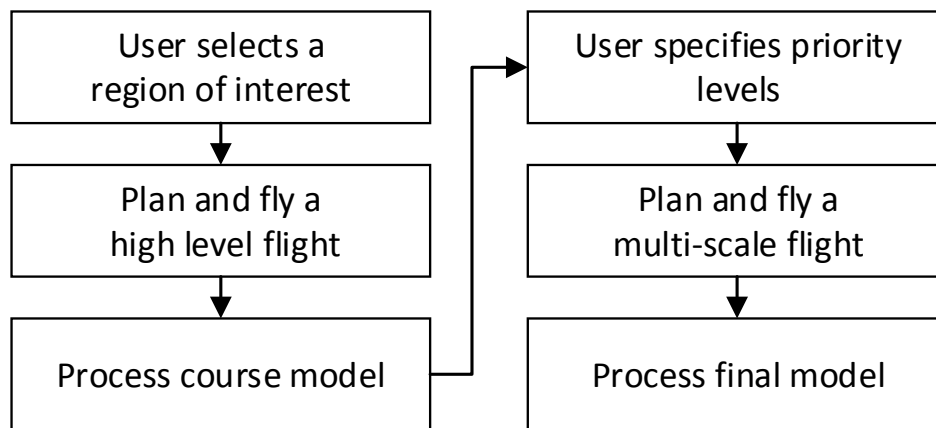 User selects a
region of interest
Plan and fly a
high level flight
Process course model
User specifies priority
levels
Plan and fly a
multi-scale flight
Process final model